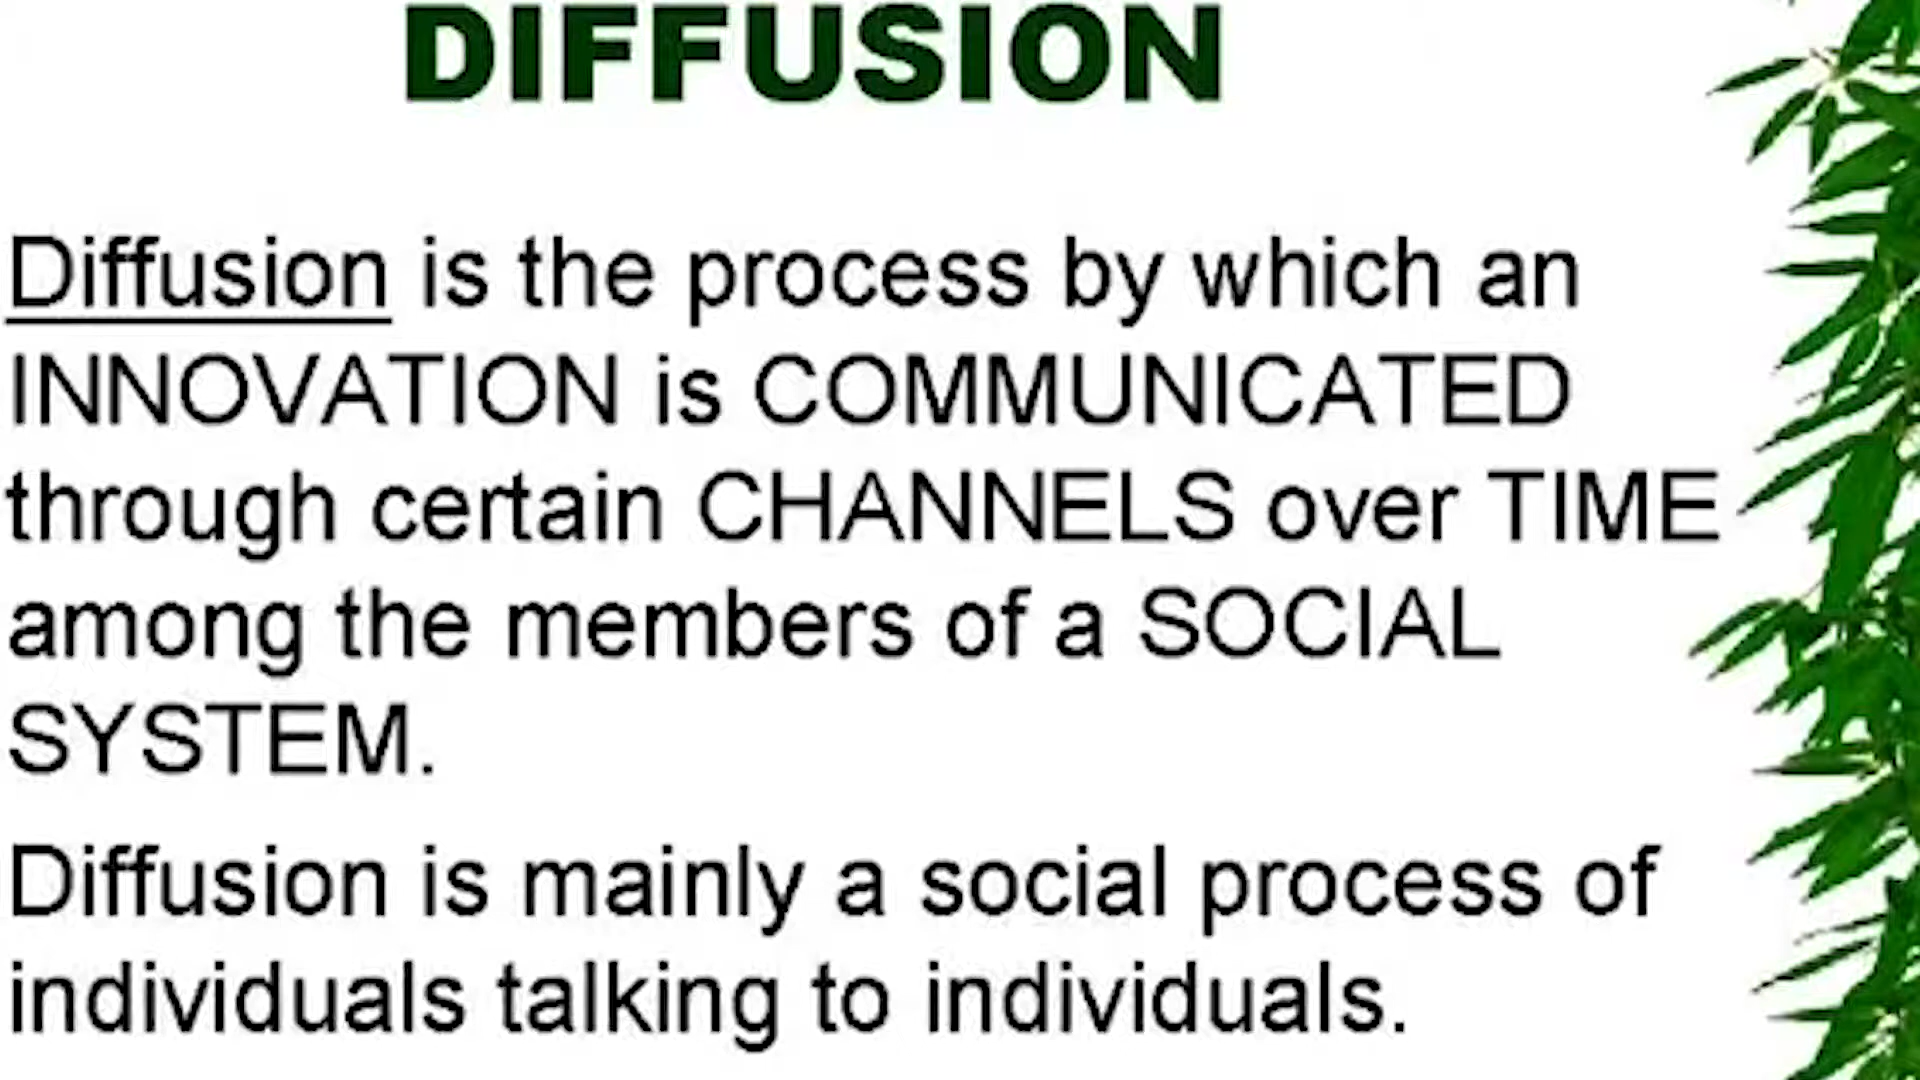 DIFFUSION
Diffusion is the process by which an
INNOVATION is COMMUNICATED
through certain CHANNELS over TIME
among the members of a SOCIAL
SYSTEM.
Diffusion is mainly a social process of
individuals talking to individuals.